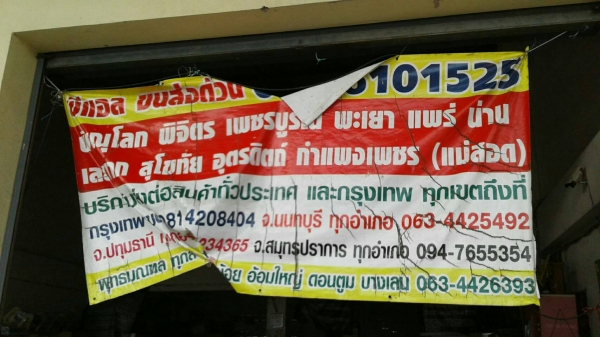 ขนส่งด่วน 6101525
พิจิตร เพชรบูรณ์ พะเยา แพร่ น่าน
เลย ตาก สุโขทัย อุตรดิตถ์ กำแพงเพชร (แม่สอด)
บริการส่งต่อสินค้าทั่วประเทศ และกรุงเทพ ทุกเขตถึงที่
กรุงเทพฯ 814208404 จ.นนทบุรี ทุกอำเภอ 063-4425492
จ.ปทุมธานี 234365 จ.สมุทรปราการ ทุกอำเภอ 094-7655354
พุทธมณฑล อ้อมใหญ่ ดอนตูม บางเลน 063-4426393